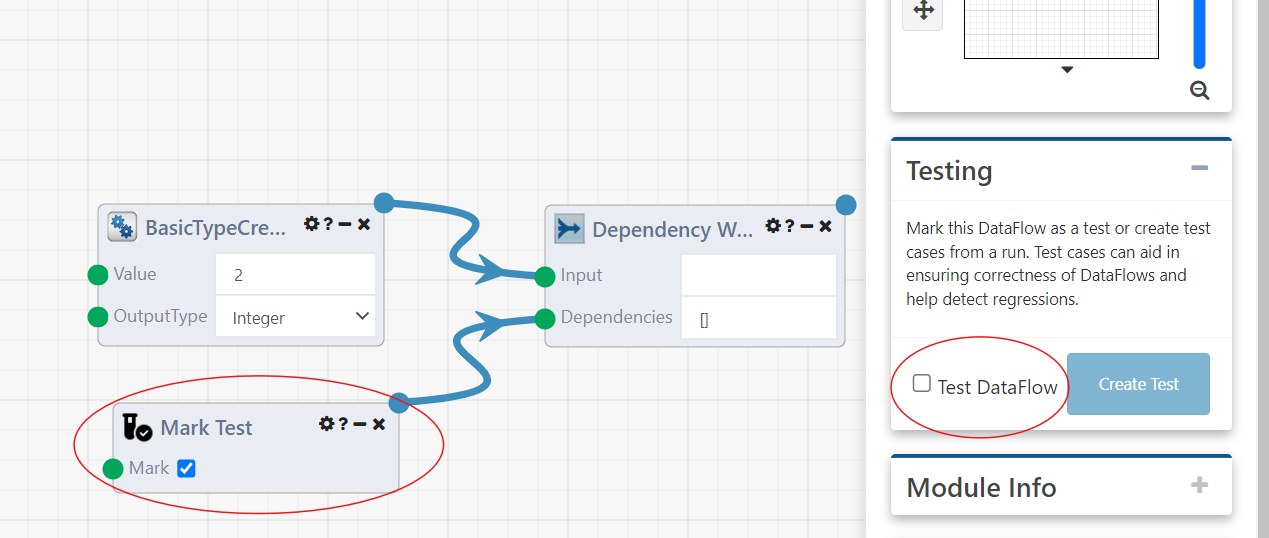 BasicTypeCre...
?
Value
2
OutputType
Integer
Dependency W...
?
Input
Dependencies
[]
Mark Test
?
Mark
Testing
Mark this DataFlow as a test or create test
cases from a run. Test cases can aid in
ensuring correctness of DataFlows and
help detect regressions.
Test DataFlow
Create Test
Module Info